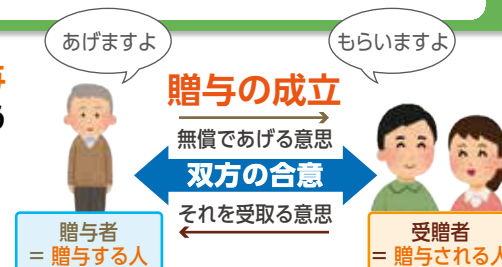 あげますよ
もらいますよ
与
贈与の成立
無償であげる意思
双方の合意
それを受取る意思
贈与者
= 贈与する人
受贈者
= 贈与される人